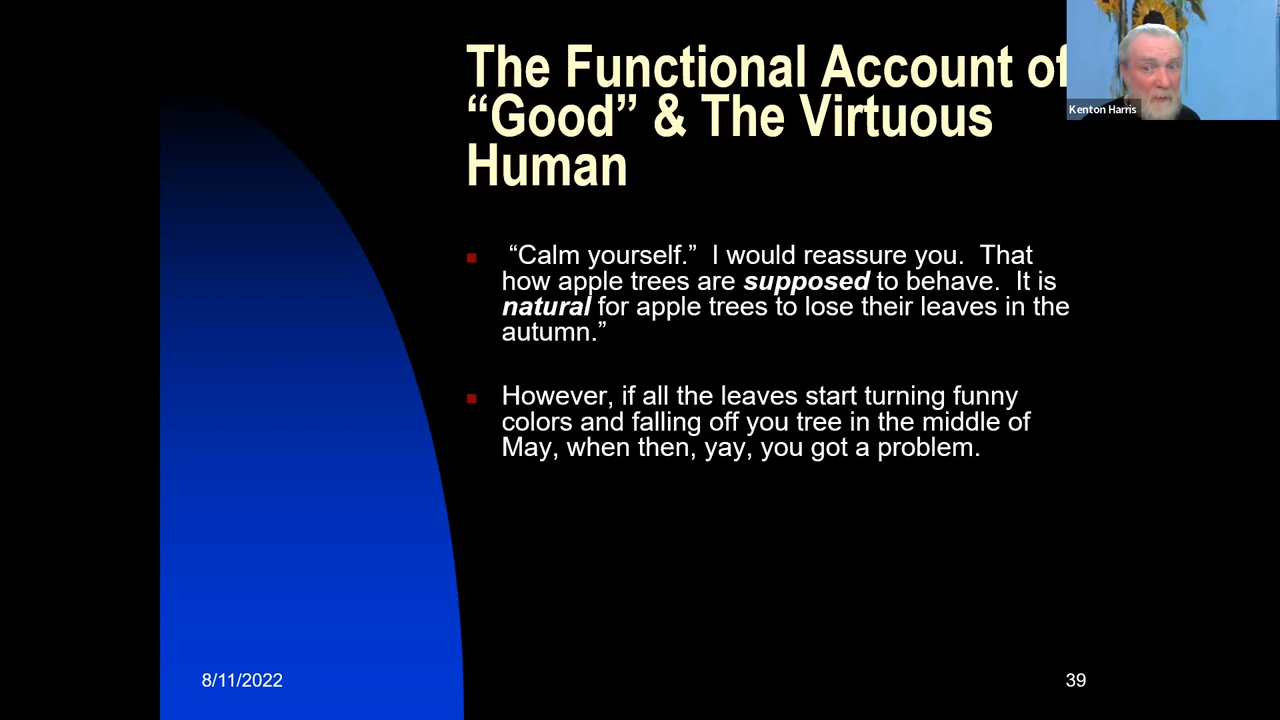 The Functional Account of
“Good” & The Virtuous
Human
Kenton Harris
“Calm yourself.” I would reassure you. That
how apple trees are supposed to behave. It is
natural for apple trees to lose their leaves in the
autumn.”
However, if all the leaves start turning funny
colors and falling off you tree in the middle of
May, when then, yay, you got a problem.
8/11/2022
39